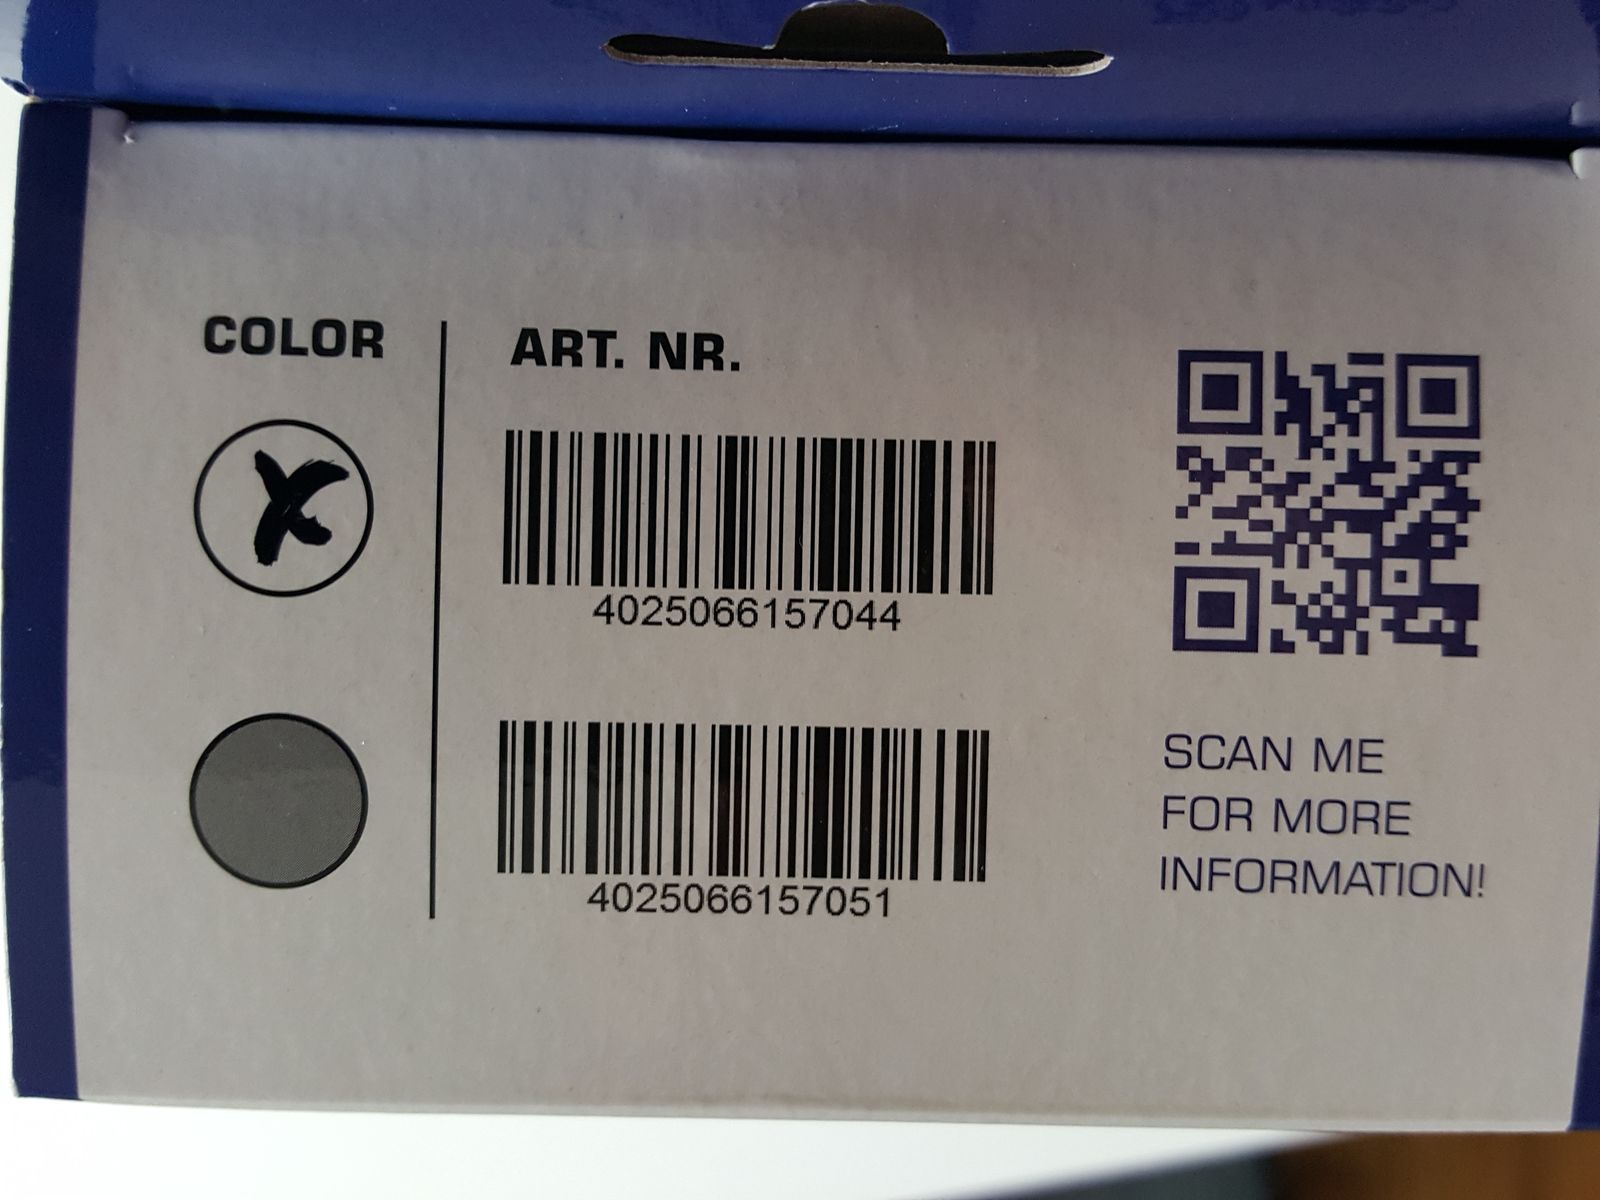 COLOR
ART. NR.
4025066157044
4025066157051
SCAN ME
FOR MORE
INFORMATION!